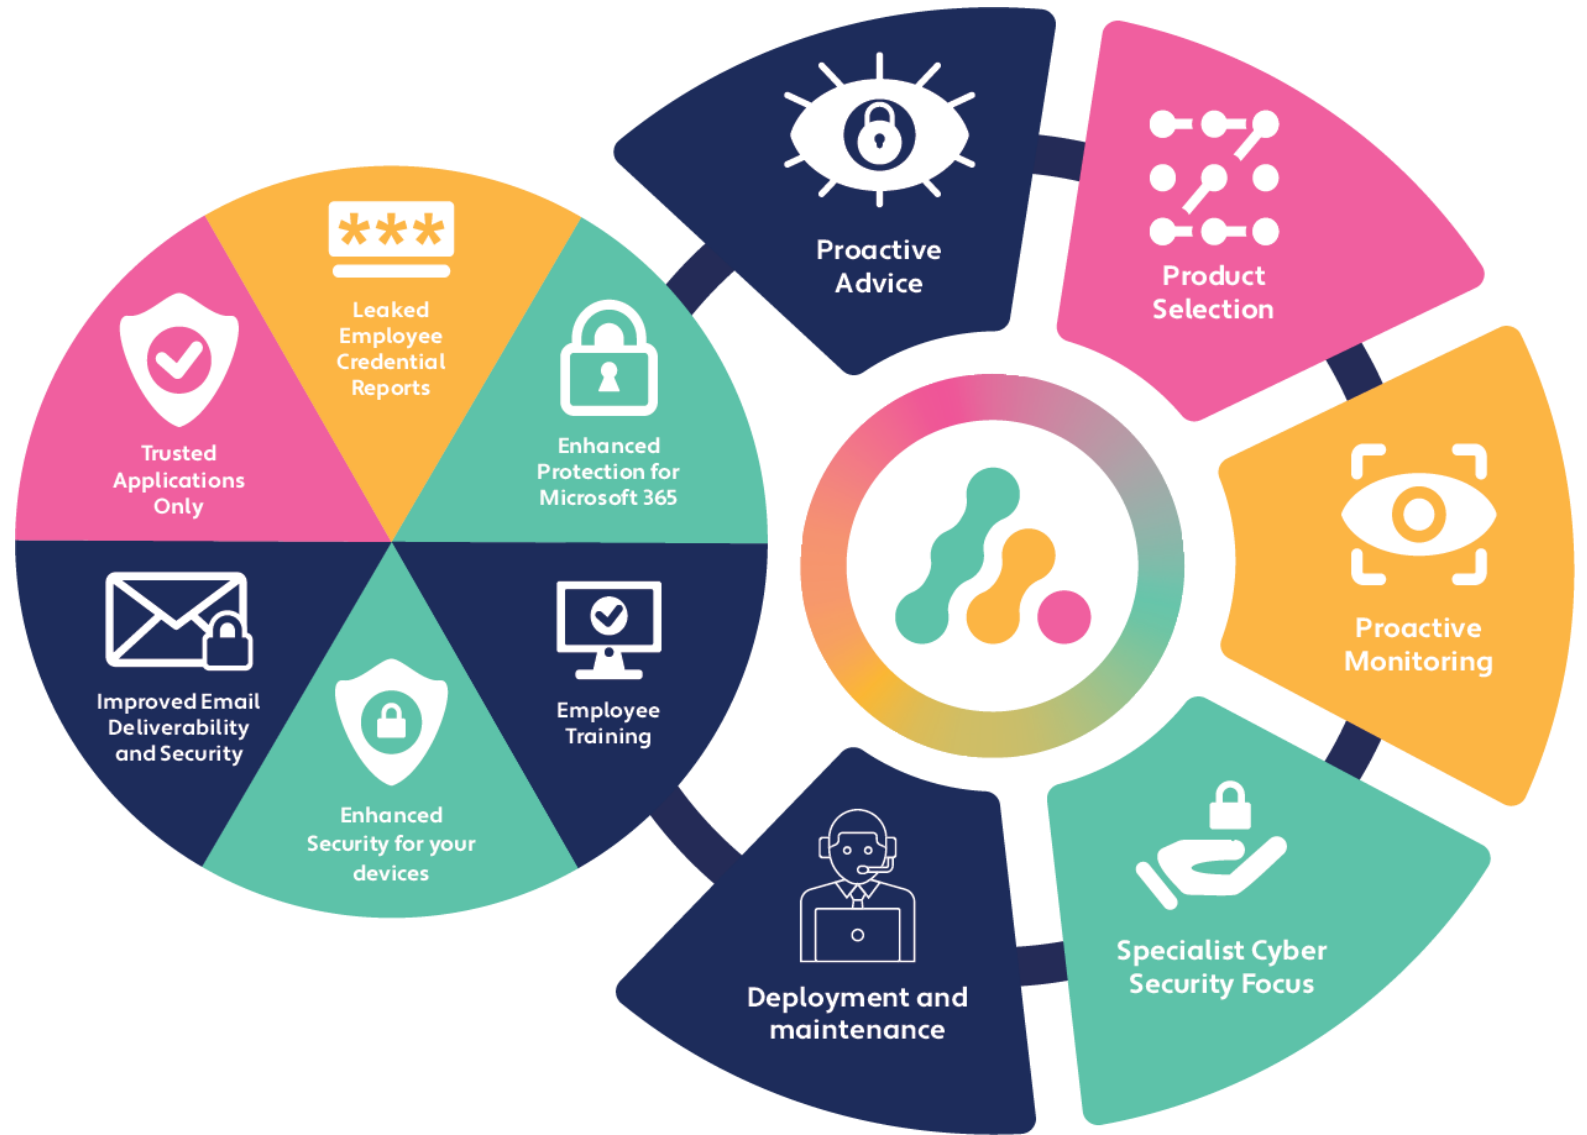 Proactive
Advice
Product
Selection
Leaked
Employee
Credential
Reports
Trusted
Applications
Only
Enhanced
Protection for
Microsoft 365
Proactive
Monitoring
Improved Email
Deliverability
and Security
Employee
Training
Enhanced
Security for your
devices
Specialist Cyber
Security Focus
Deployment and
maintenance